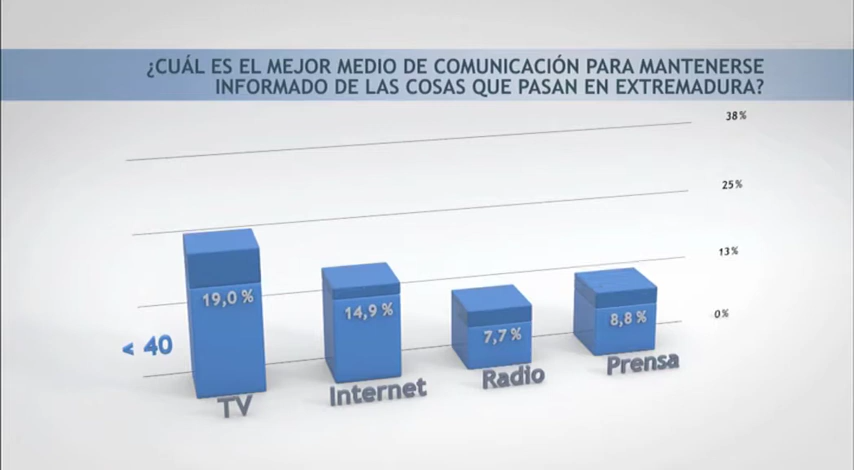 ¿CUÁL ES EL MEJOR MEDIO DE COMUNICACIÓN PARA MANTENERSE
INFORMADO DE LAS COSAS QUE PASAN EN EXTREMADURA?
38%
25%
13%
0%
19,0 %
14,9 %
7,7 %
8,8 %
< 40
TV
Internet
Radio
Prensa